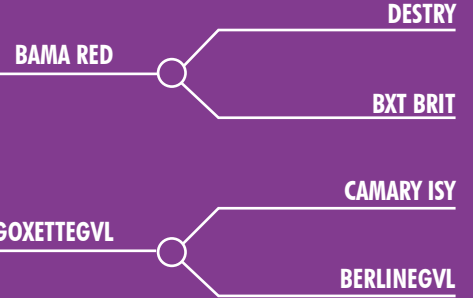 DESTRY
BAMA RED
BXT BRIT
CAMARY ISY
GOXETTEGVL
BERLINEGVL